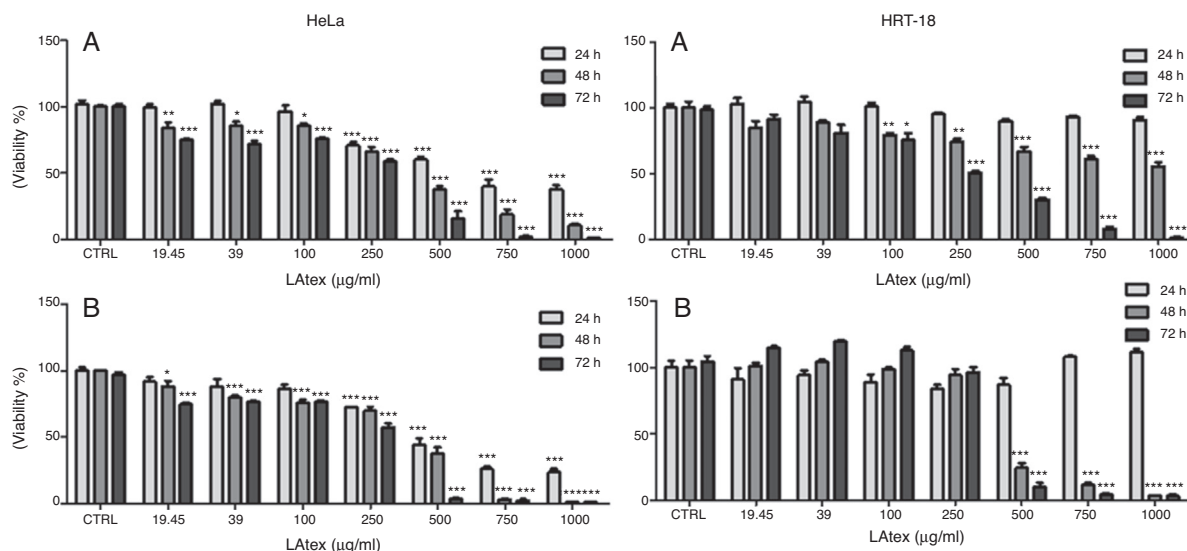 HeLa
A
150
100
50
0
(Viability %)
24 h
48 h
72 h
** *** * *** * *** *** *** *** *** *** *** *** *** *** *** *** ***
CTRL 19.45 39 100 250 500 750 1000
LAtex (μg/ml)
HRT-18
A
150
100
50
0
24 h
48 h
72 h
** * ** *** *** *** *** *** *** ***
CTRL 19.45 39 100 250 500 750 1000
LAtex (μg/ml)
B
150
100
50
0
(Viability %)
24 h
48 h
72 h
* *** *** *** *** *** *** *** *** *** *** *** *** *** *** *** ******
CTRL 19.45 39 100 250 500 750 1000
LAtex (μg/ml)
B
150
100
50
0
24 h
48 h
72 h
*** *** *** *** *** ***
CTRL 19.45 39 100 250 500 750 1000
LAtex (μg/ml)